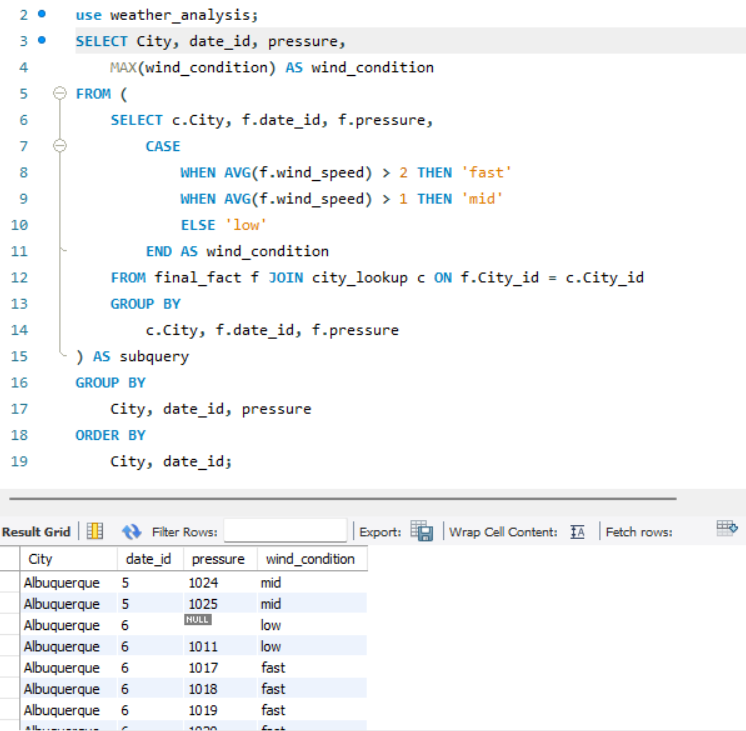 2 use weather_analysis;
3 SELECT City, date_id, pressure,
4 MAX(wind_condition) AS wind_condition
5 FROM (
6 SELECT c.City, f.date_id, f.pressure,
7 CASE
8 WHEN AVG(f.wind_speed) > 2 THEN 'fast'
9 WHEN AVG(f.wind_speed) > 1 THEN 'mid'
10 ELSE 'low'
11 END AS wind_condition
12 FROM final_fact f JOIN city_lookup c ON f.City_id = c.City_id
13 GROUP BY
14 c.City, f.date_id, f.pressure
15 ) AS subquery
16 GROUP BY
17 City, date_id, pressure
18 ORDER BY
19 City, date_id;
Result Grid Filter Rows: Export: Wrap Cell Content: IA Fetch rows:
City date_id pressure wind_condition
Albuquerque 5 1024 mid
Albuquerque 5 1025 mid
Albuquerque 6 NULL low
Albuquerque 6 1011 low
Albuquerque 6 1017 fast
Albuquerque 6 1018 fast
Albuquerque 6 1019 fast